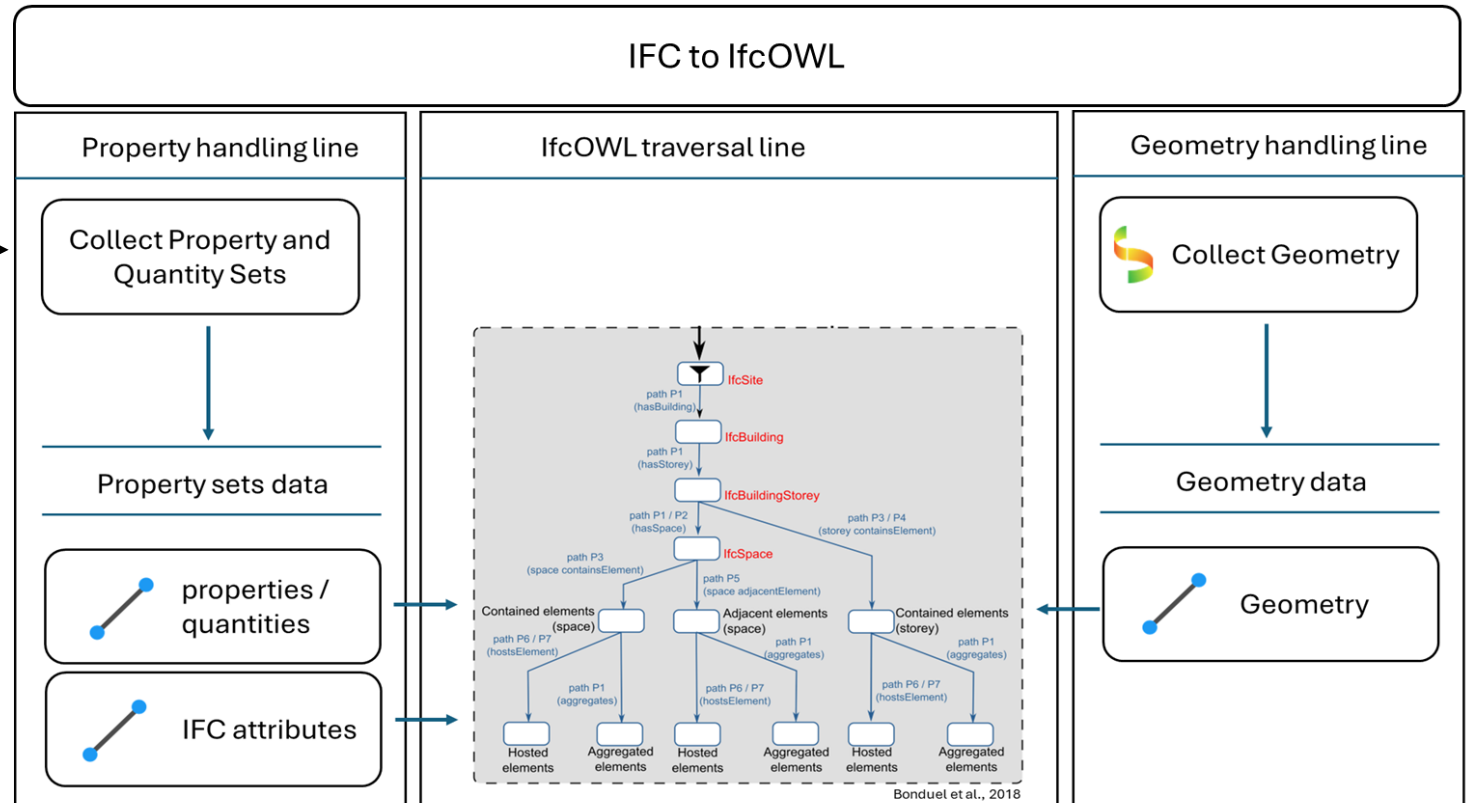 IFC to IfcOWL
Property handling line
Collect Property and
Quantity Sets
Property sets data
properties /
quantities
IFC attributes
IfcOWL traversal line
IfcSite
path P1
(hasBuilding)
IfcBuilding
path P1
(hasStorey)
IfcBuildingStorey
path P1 / P2
(hasSpace)
path P3 / P4
(storey containsElement)
IfcSpace
path P3
(space containsElement)
path P5
(space adjacentElement)
Contained elements
(space)
Adjacent elements
(space)
Contained elements
(storey)
path P6 / P7
(hostsElement)
path P1
(aggregates)
path P6 / P7
(hostsElement)
path P1
(aggregates)
path P6 / P7
(hostsElement)
path P1
(aggregates)
Hosted
elements
Aggregated
elements
Hosted
elements
Aggregated
elements
Hosted
elements
Aggregated
elements
Bonduel et al., 2018
Geometry handling line
Collect Geometry
Geometry data
Geometry